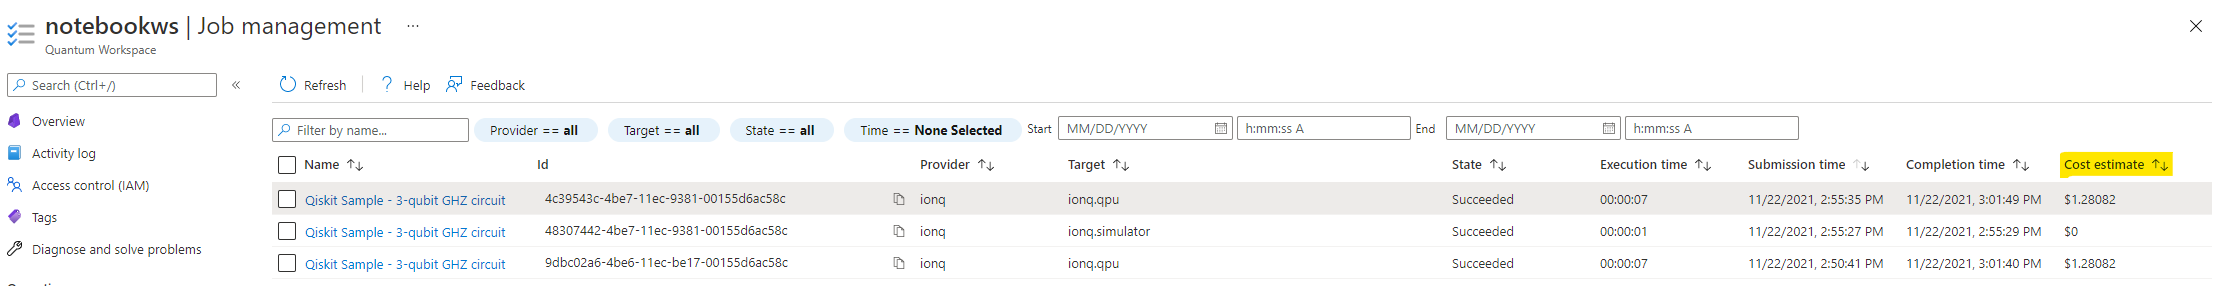 notebookws | Job management ...
Quantum Workspace
Search (Ctrl+/) «
Refresh Help Feedback
Overview
Activity log
Access control (IAM)
Tags
Diagnose and solve problems
Filter by name... Provider == all Target == all State == all Time == None Selected Start MM/DD/YYYY h:mm:ss A End MM/DD/YYYY h:mm:ss A
Name ↑↓ Id Provider ↑↓ Target ↑↓ State ↑↓ Execution time ↑↓ Submission time ↑↓ Completion time ↑↓ Cost estimate ↑↓
Qiskit Sample - 3-qubit GHZ circuit 4c39543c-4be7-11ec-9381-00155d6ac58c ionq ionq.qpu Succeeded 00:00:07 11/22/2021, 2:55:35 PM 11/22/2021, 3:01:49 PM $1.28082
Qiskit Sample - 3-qubit GHZ circuit 48307442-4be7-11ec-9381-00155d6ac58c ionq ionq.simulator Succeeded 00:00:01 11/22/2021, 2:55:27 PM 11/22/2021, 2:55:29 PM $0
Qiskit Sample - 3-qubit GHZ circuit 9dbc02a6-4be6-11ec-be17-00155d6ac58c ionq ionq.qpu Succeeded 00:00:07 11/22/2021, 2:50:41 PM 11/22/2021, 3:01:40 PM $1.28082